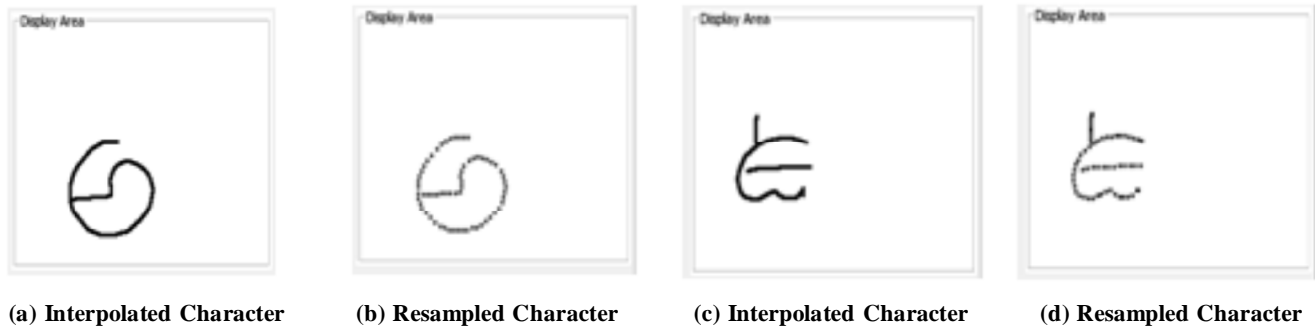 Display Area
Display Area
Display Area
Display Area
(a) Interpolated Character
(b) Resampled Character
(c) Interpolated Character
(d) Resampled Character